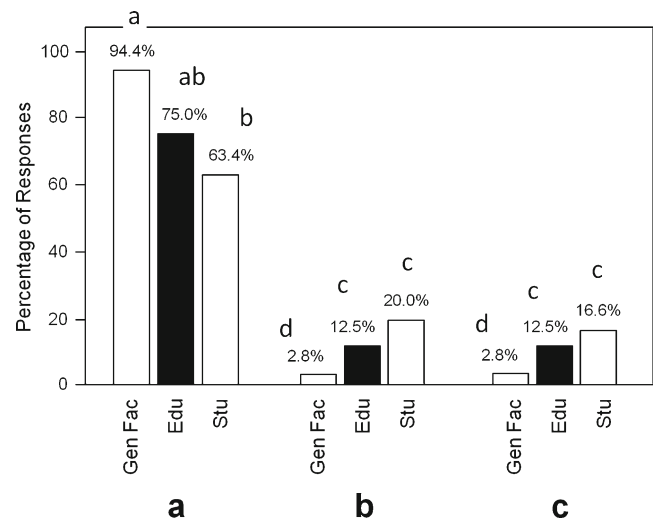 a
94.4%
ab
75.0%
b
63.4%
c
20.0%
c
12.5%
d
2.8%
c
16.6%
c
12.5%
d
2.8%
Percentage of Responses
100
80
60
40
20
0
Gen Fac
Edu
Stu
Gen Fac
Edu
Stu
Gen Fac
Edu
Stu
a
b
c